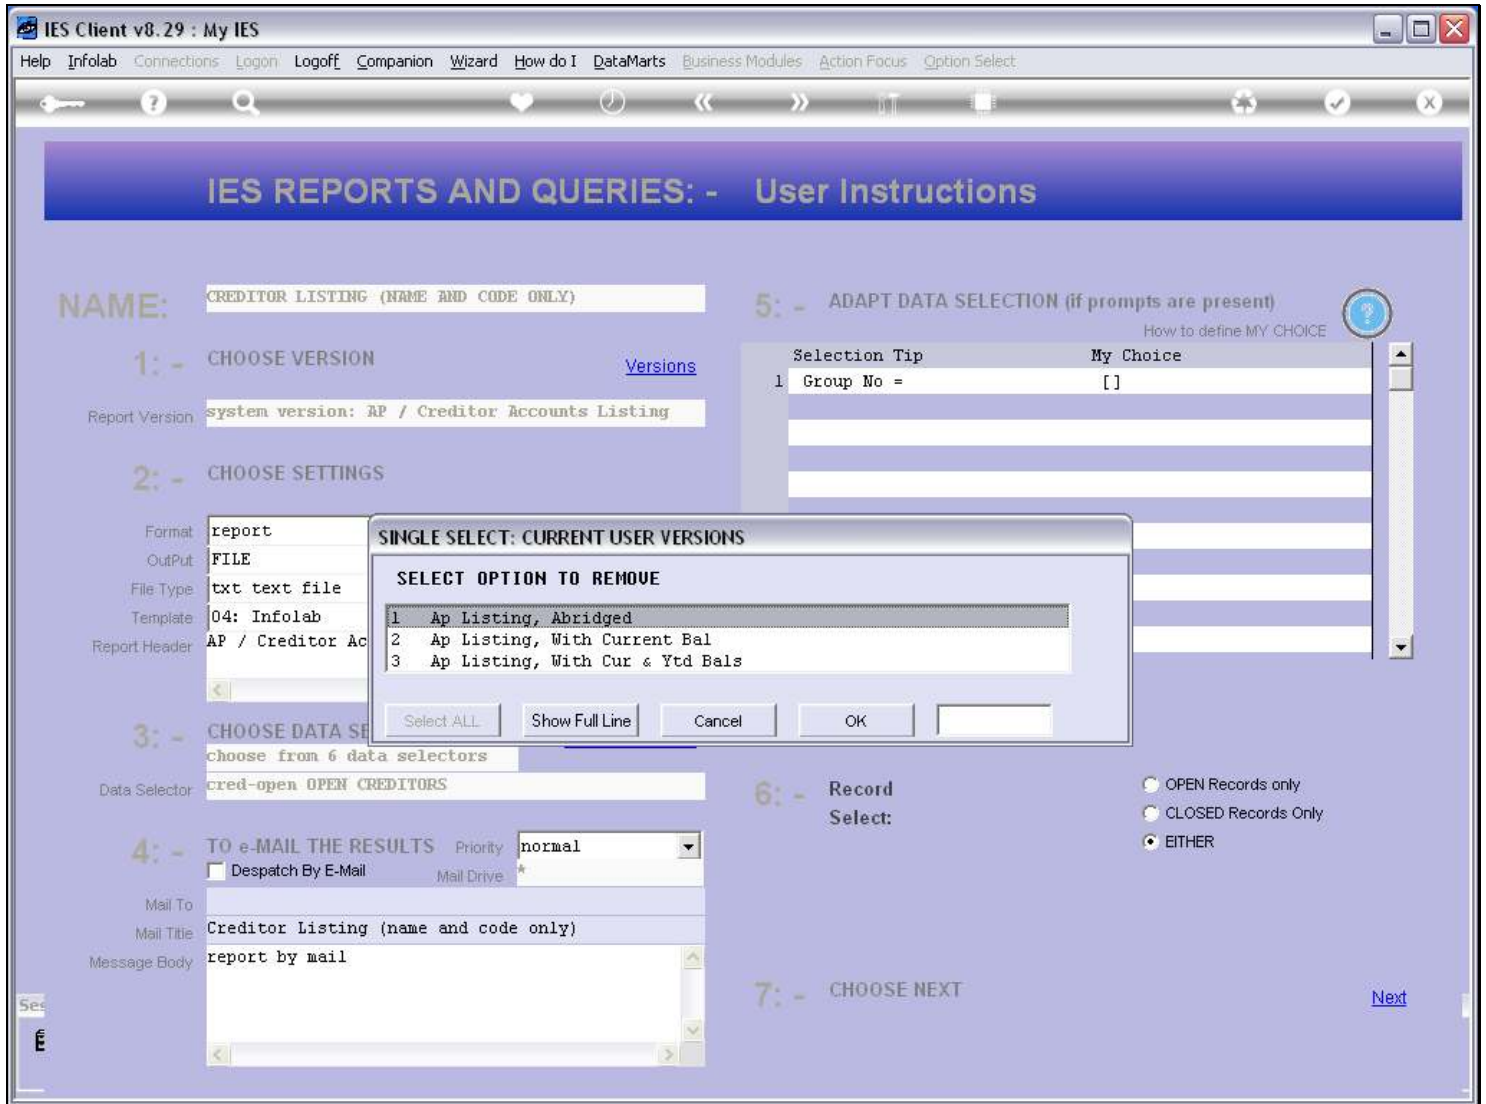 IES Client v8.29 : My IES
Help Infolab Connections Logon Logoff Companion Wizard How do I DataMarts Business Modules Action Focus Option Select
IES REPORTS AND QUERIES: - User Instructions
NAME: CREDITOR LISTING (NAME AND CODE ONLY)
1: - CHOOSE VERSION Versions
Report Version system version: AP / Creditor Accounts Listing
2: - CHOOSE SETTINGS
Format report
OutPut FILE
File Type txt text file
Template 04: Infolab
Report Header AP / Creditor Ac
3: - CHOOSE DATA SE
choose from 6 data selectors
Data Selector cred-open OPEN CREDITORS
4: - TO e-MAIL THE RESULTS Priority normal
Despatch By E-Mail Mail Drive *
Mail To
Mail Title Creditor Listing (name and code only)
Message Body report by mail
5: - ADAPT DATA SELECTION (if prompts are present)
How to define MY CHOICE ?
Selection Tip My Choice
1 Group No = []
SINGLE SELECT: CURRENT USER VERSIONS
SELECT OPTION TO REMOVE
1 Ap Listing, Abridged
2 Ap Listing, With Current Bal
3 Ap Listing, With Cur & Ytd Bals
Select ALL Show Full Line Cancel OK
6: - Record Select:
OPEN Records only
CLOSED Records Only
EITHER
7: - CHOOSE NEXT Next
Ses